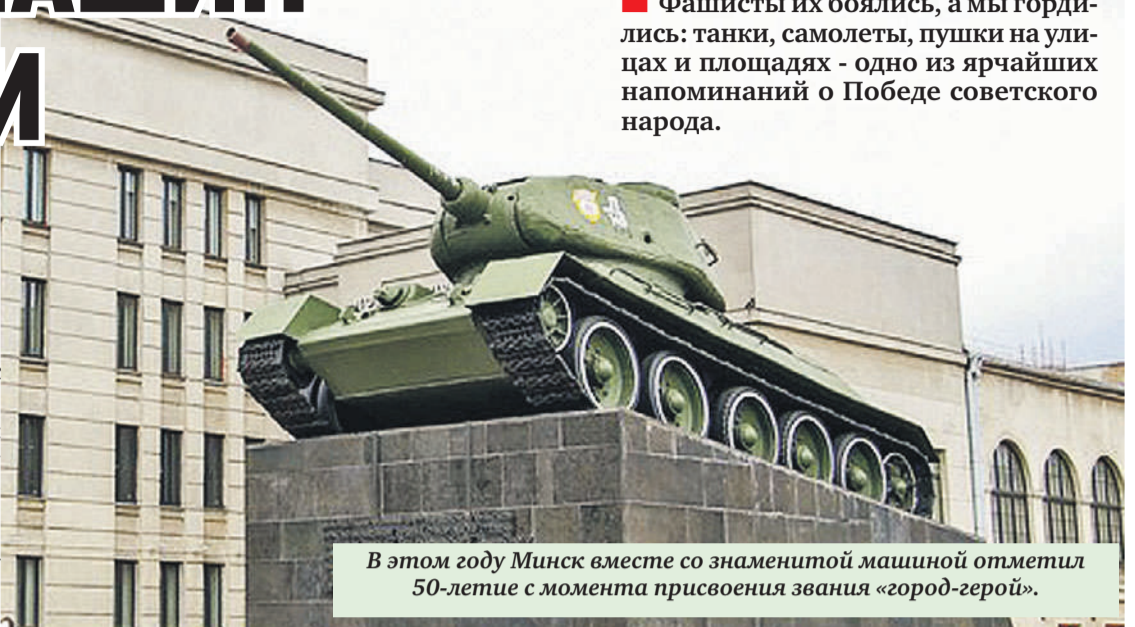 Фашисты их боялись, а мы горди-
лись: танки, самолеты, пушки на ули-
цах и площадях - одно из ярчайших
напоминаний о Победе советского
народа.
В этом году Минск вместе со знаменитой машиной отметил
50-летие с момента присвоения звания «город-герой».